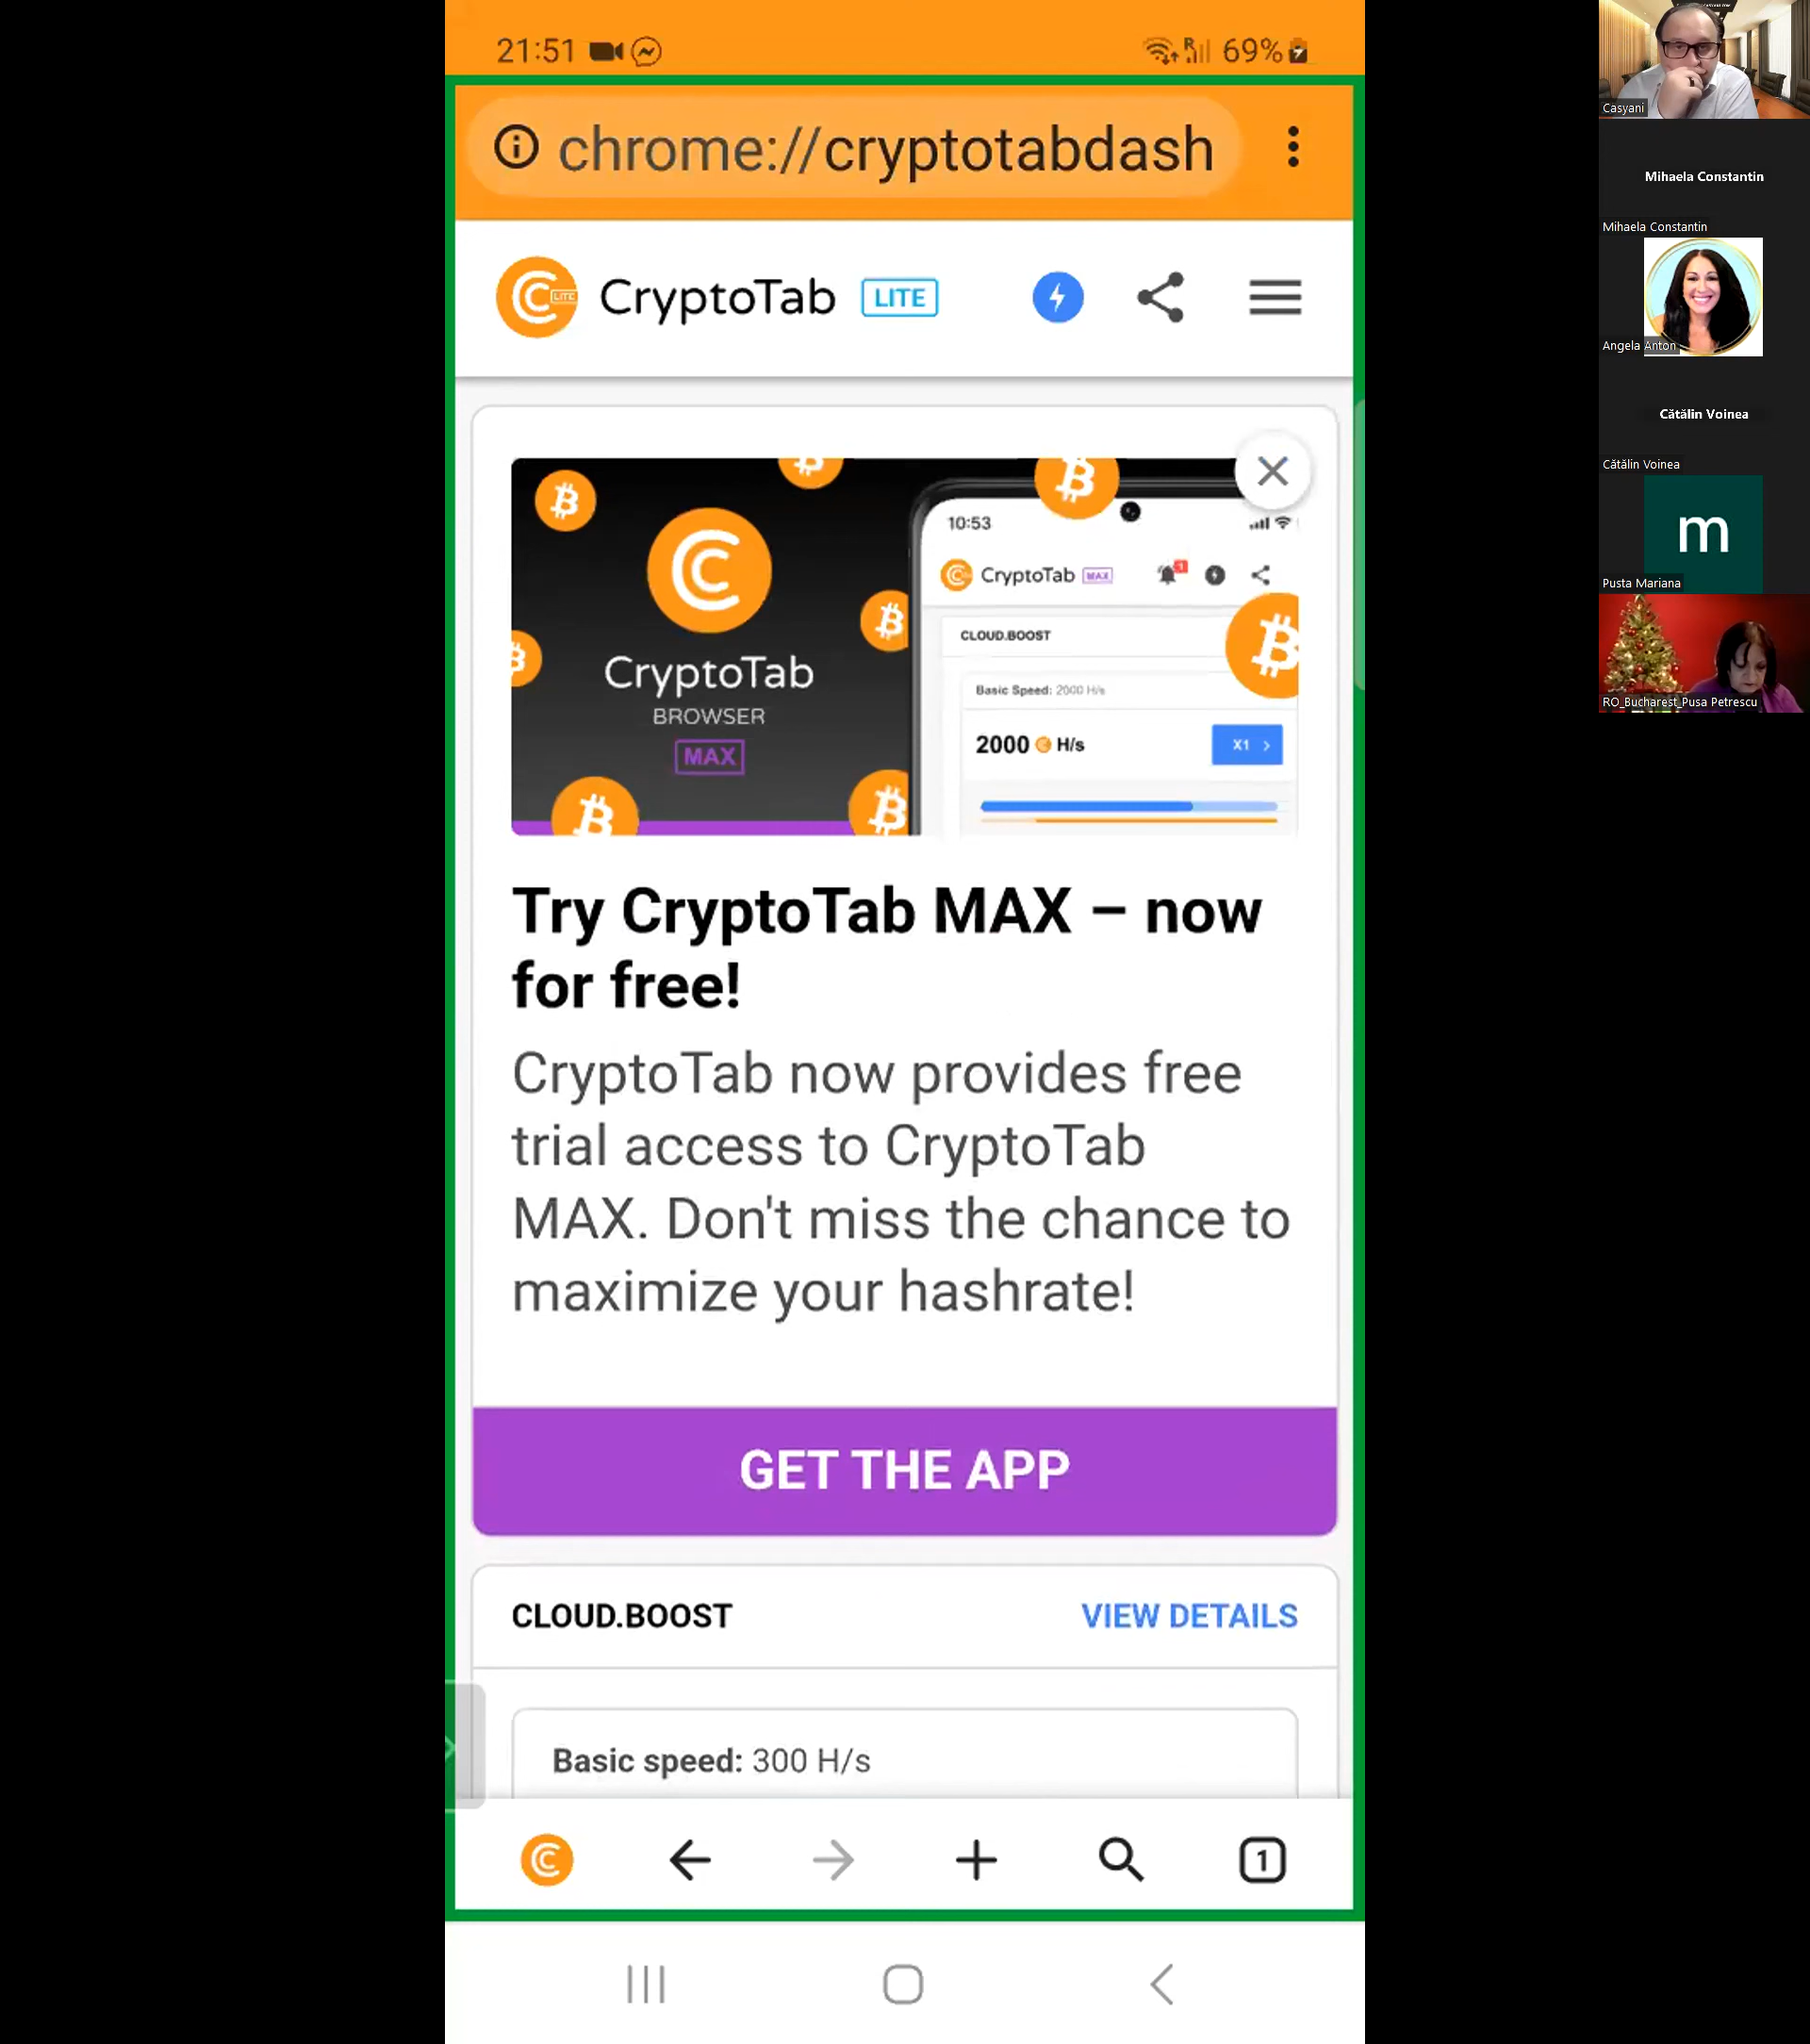 21:51
69%
chrome://cryptotabdash
CryptoTab LITE
10:53
CryptoTab MAX
CLOUD.BOOST
Basic Speed: 2000 H/s
2000 H/s
X1
CryptoTab
BROWSER
MAX
Try CryptoTab MAX – now
for free!
CryptoTab now provides free
trial access to CryptoTab
MAX. Don't miss the chance to
maximize your hashrate!
GET THE APP
CLOUD.BOOST
VIEW DETAILS
Basic speed: 300 H/s
1
Casyani
Mihaela Constantin
Mihaela Constantin
Angela Anton
Cătălin Voinea
Cătălin Voinea
m
Pusta Mariana
RO_Bucharest_Pusa Petrescu